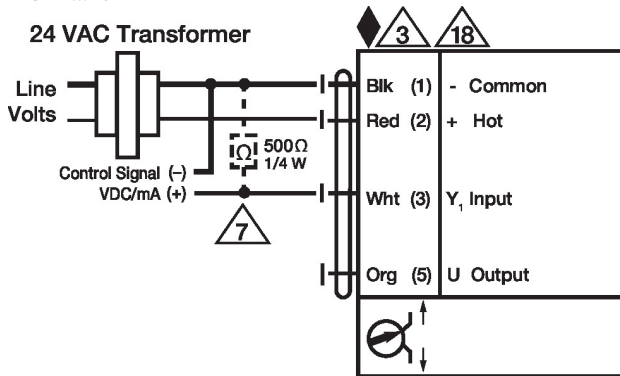 24 VAC Transformer
Line
Volts
3
18
Blk (1) - Common
Red (2) + Hot
Ω
500Ω
1/4 W
Control Signal (–)
VDC/mA (+)
7
Wht (3) Y₁ Input
Org (5) U Output